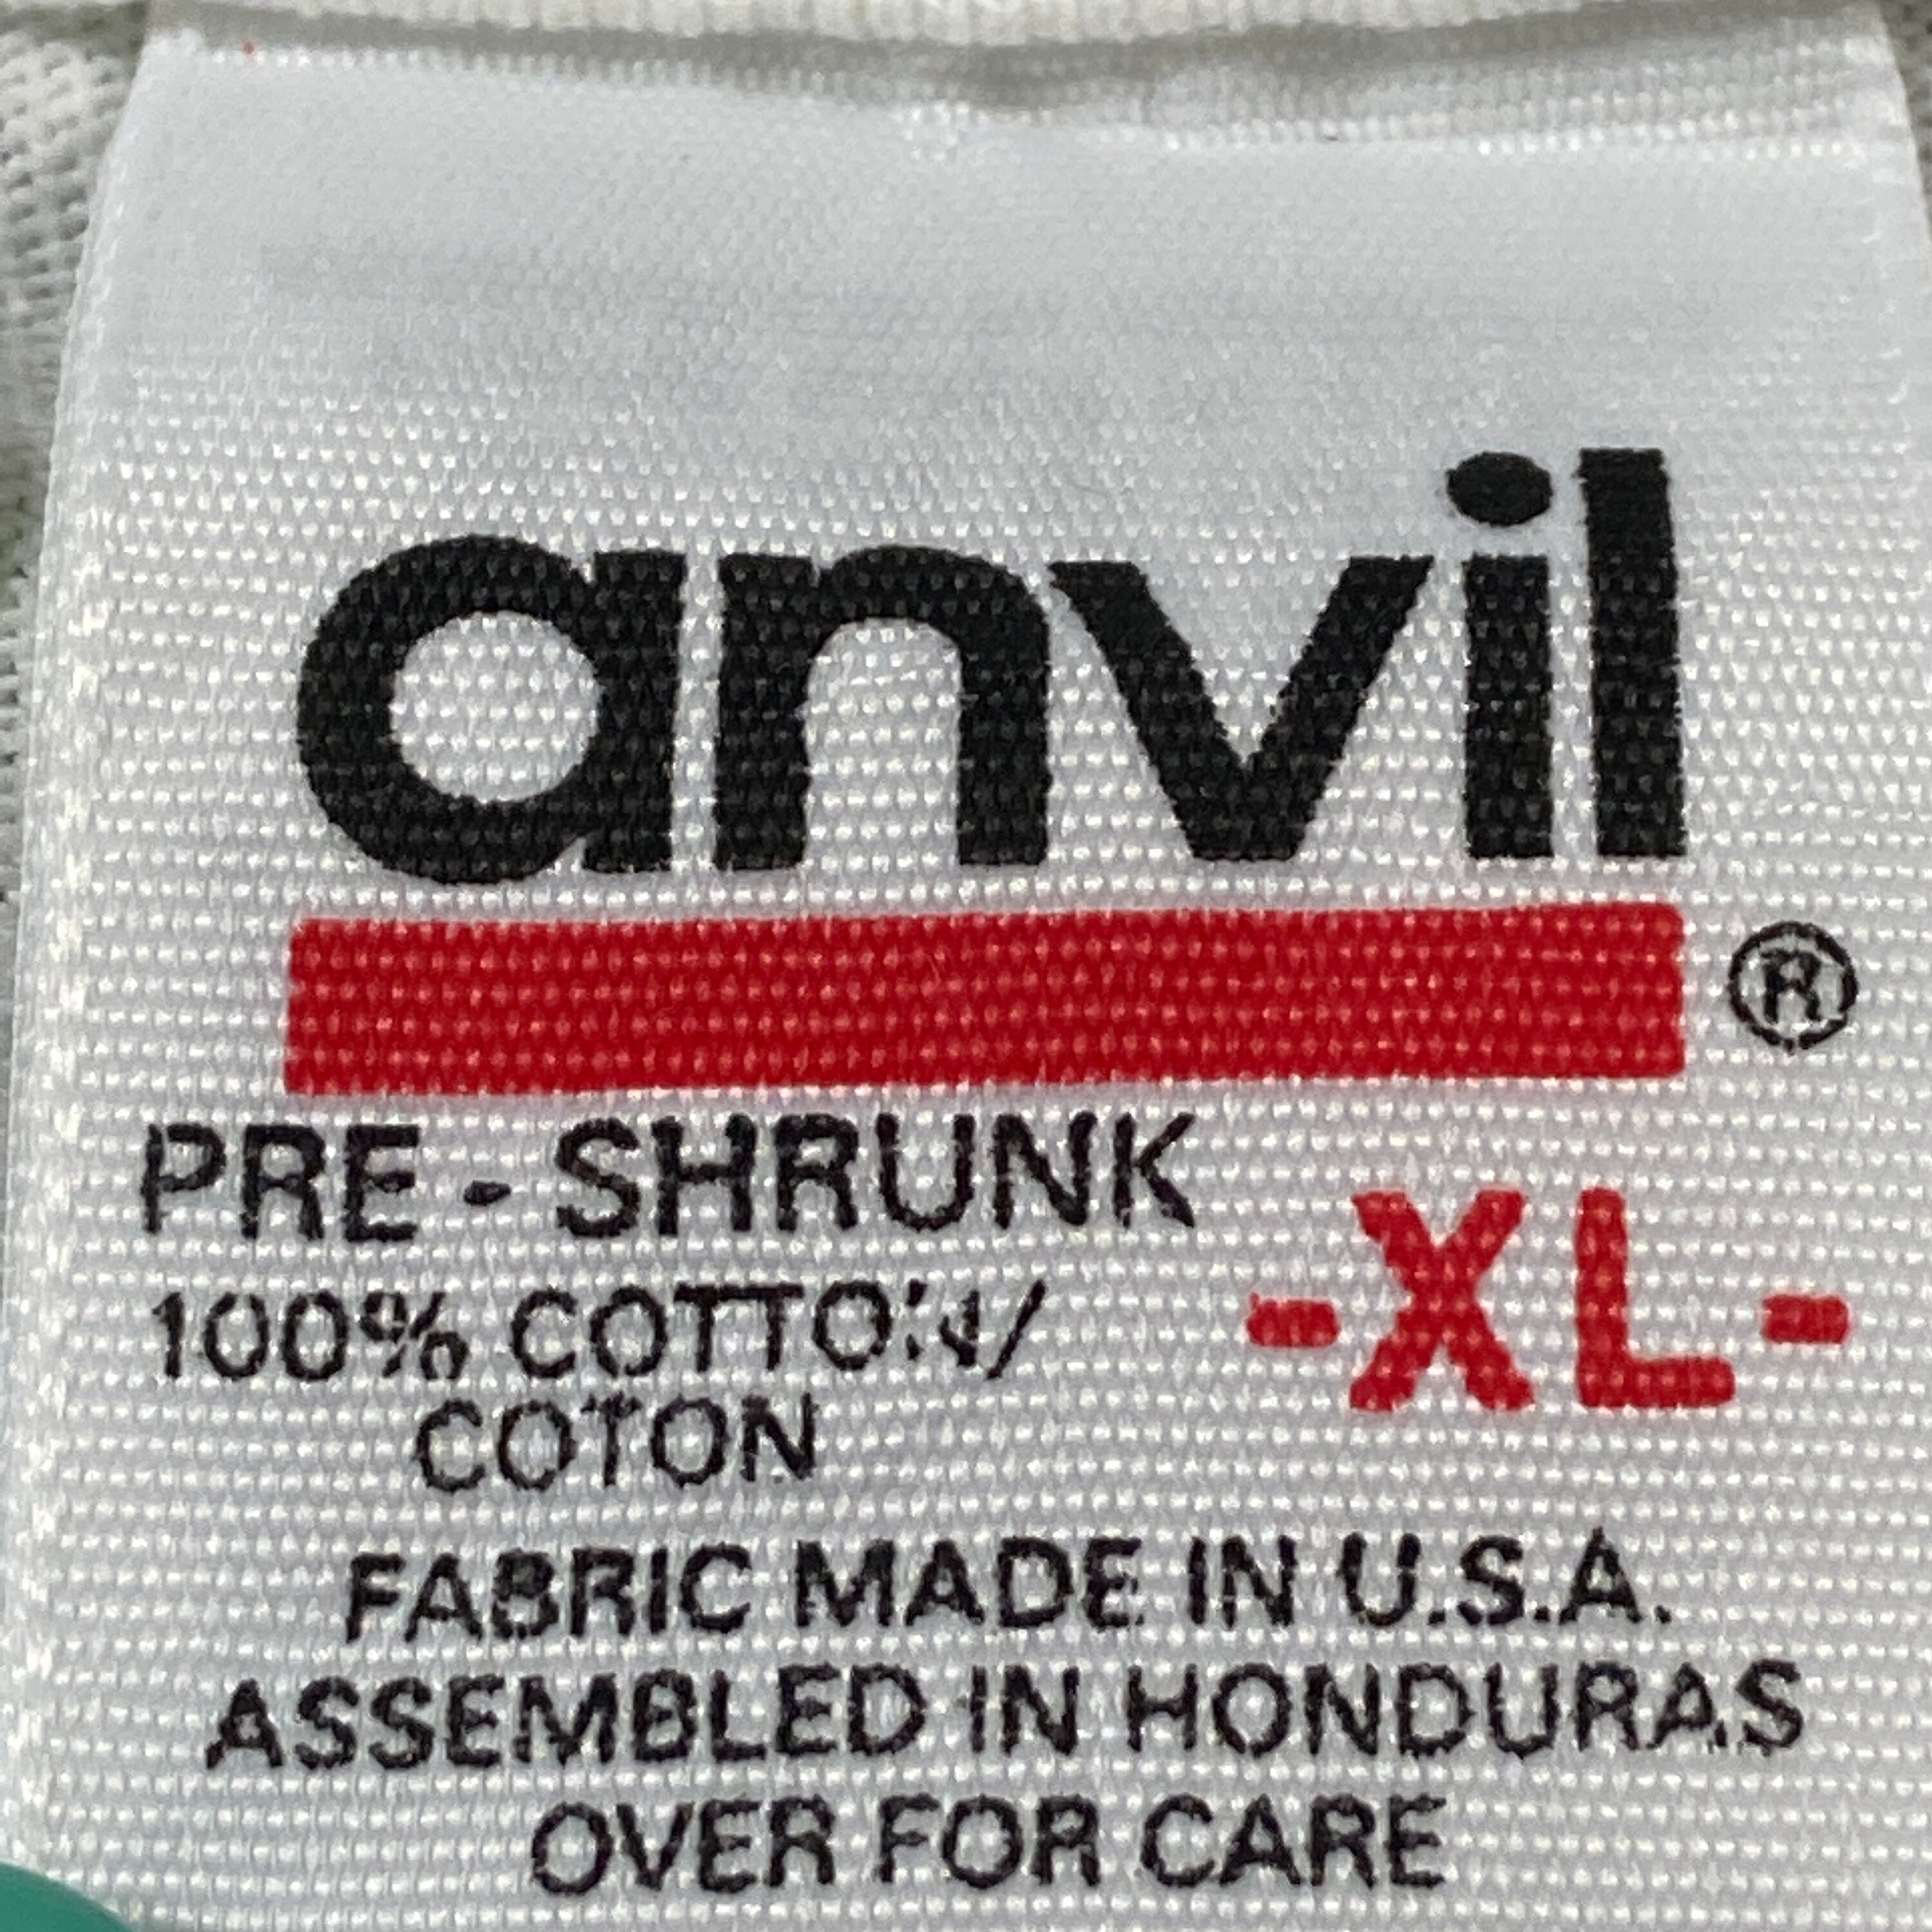 anvil
®
PRE-SHRUNK
100% COTTON/
COTON
-XL-
FABRIC MADE IN U.S.A.
ASSEMBLED IN HONDURAS
OVER FOR CARE